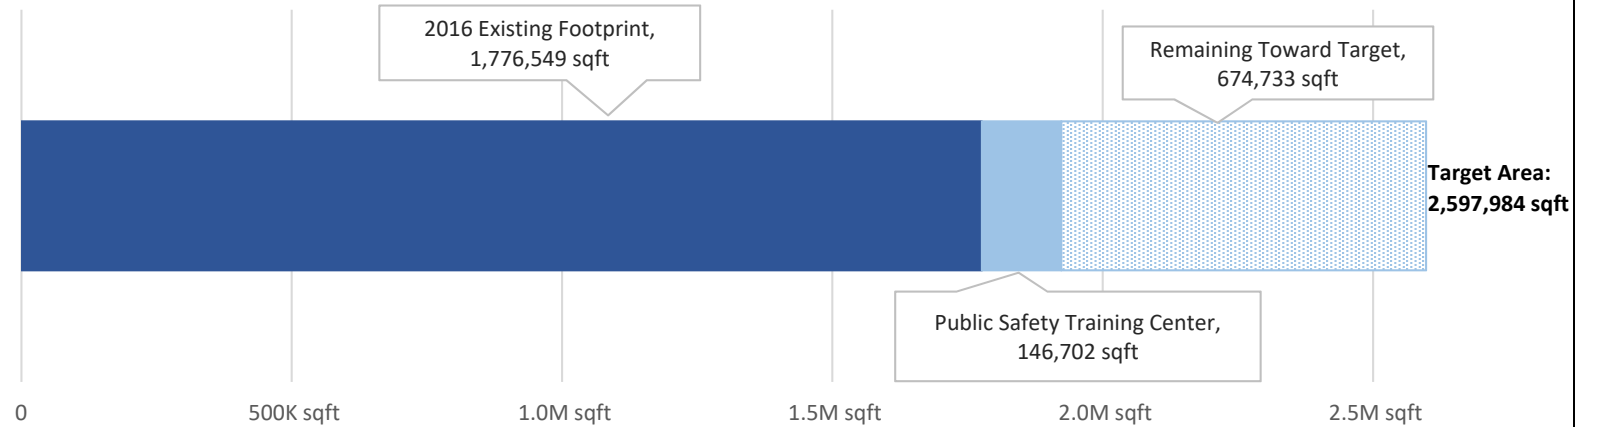 2016 Existing Footprint,
1,776,549 sqft
Remaining Toward Target,
674,733 sqft
Target Area:
2,597,984 sqft
Public Safety Training Center,
146,702 sqft
0
500K sqft
1.0M sqft
1.5M sqft
2.0M sqft
2.5M sqft